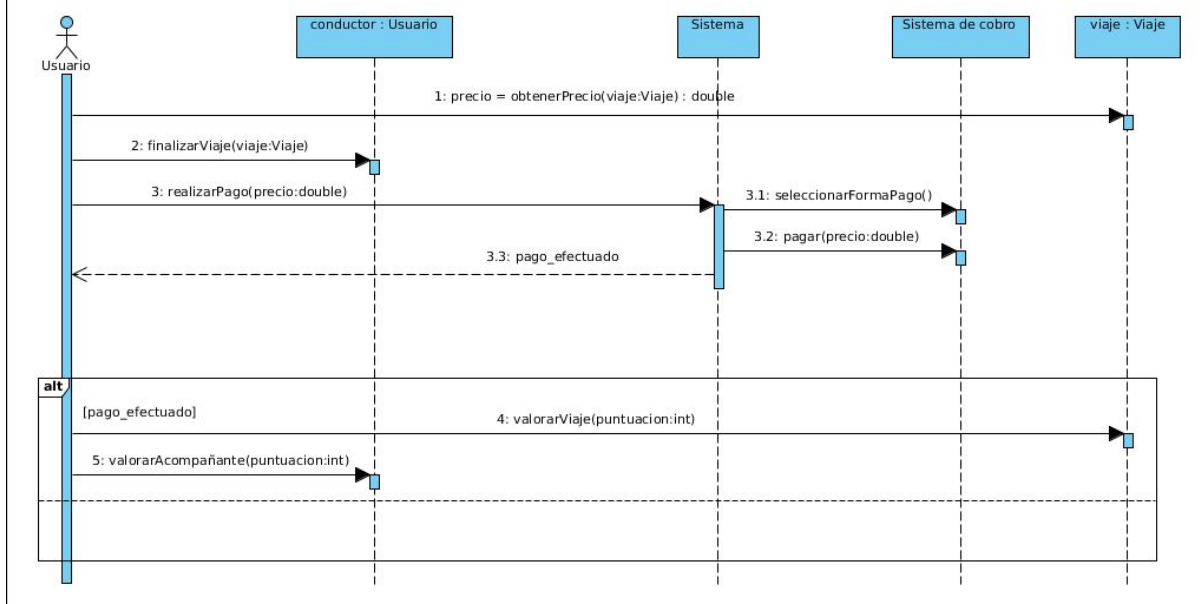 conductor : Usuario
Sistema
Sistema de cobro
viaje : Viaje
Usuario
1: precio = obtenerPrecio(viaje:Viaje) : double
2: finalizarViaje(viaje:Viaje)
3: realizarPago(precio:double)
3.1: seleccionarFormaPago()
3.2: pagar(precio:double)
3.3: pago_efectuado
alt
[pago_efectuado]
4: valorarViaje(puntuacion:int)
5: valorarAcompañante(puntuacion:int)